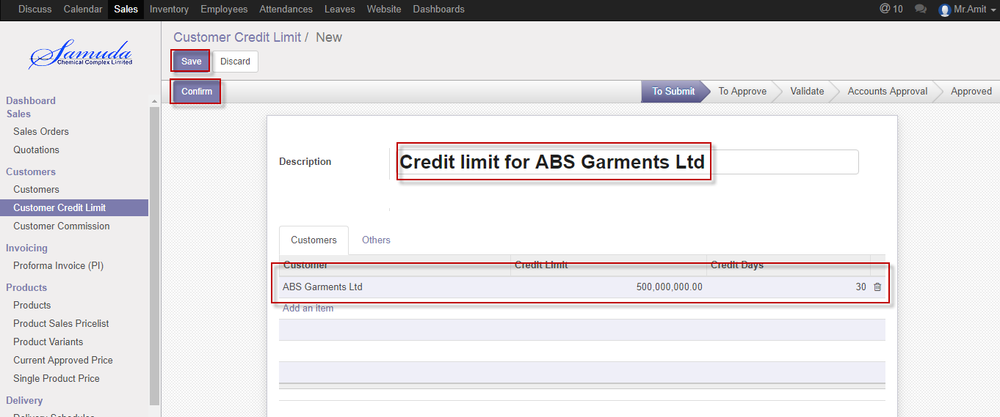 Discuss Calendar Sales Inventory Employees Attendances Leaves Website Dashboards @ 10 Mr.Amit
Samuda
Chemical Complex Limited
Customer Credit Limit / New
Save Discard
Confirm To Submit To Approve Validate Accounts Approval Approved
Dashboard
Sales
Sales Orders
Quotations
Customers
Customers
Customer Credit Limit
Customer Commission
Invoicing
Proforma Invoice (PI)
Products
Products
Product Sales Pricelist
Product Variants
Current Approved Price
Single Product Price
Delivery
Delivery Schedules
Description Credit limit for ABS Garments Ltd
Customers Others
Customer Credit Limit Credit Days
ABS Garments Ltd 500,000,000.00 30
Add an item